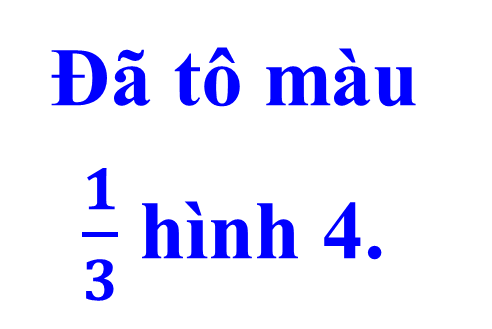 Đã tô màu
1/3 hình 4.